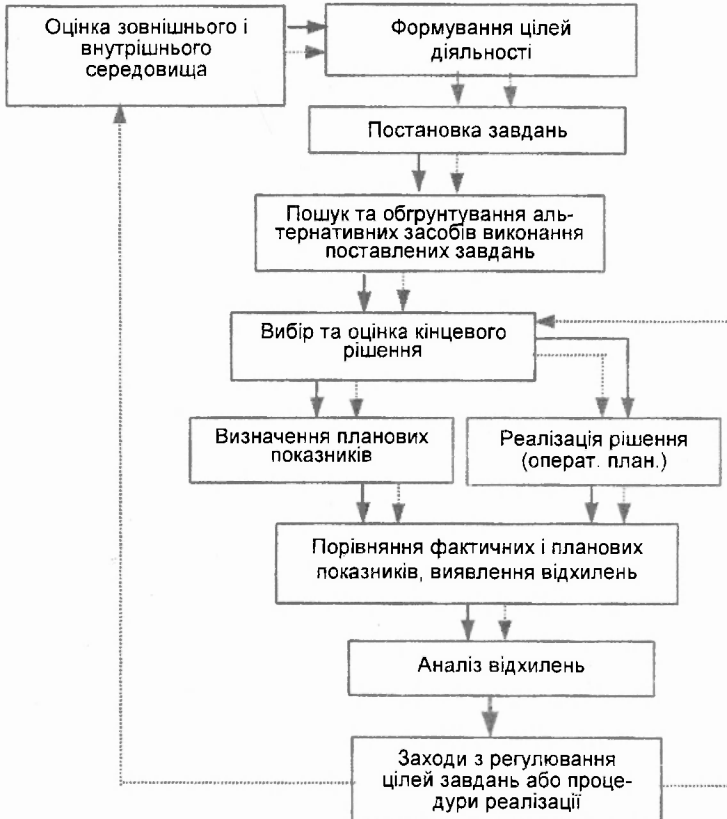 Оцінка зовнішнього і
внутрішнього
середовища
Формування цілей
діяльності
Постановка завдань
Пошук та обгрунтування аль-
тернативних засобів виконання
поставлених завдань
Вибір та оцінка кінцевого
рішення
Визначення планових
показників
Реалізація рішення
(операт. план.)
Порівняння фактичних і планових
показників, виявлення відхилень
Аналіз відхилень
Заходи з регулювання
цілей завдань або проце-
дури реалізації